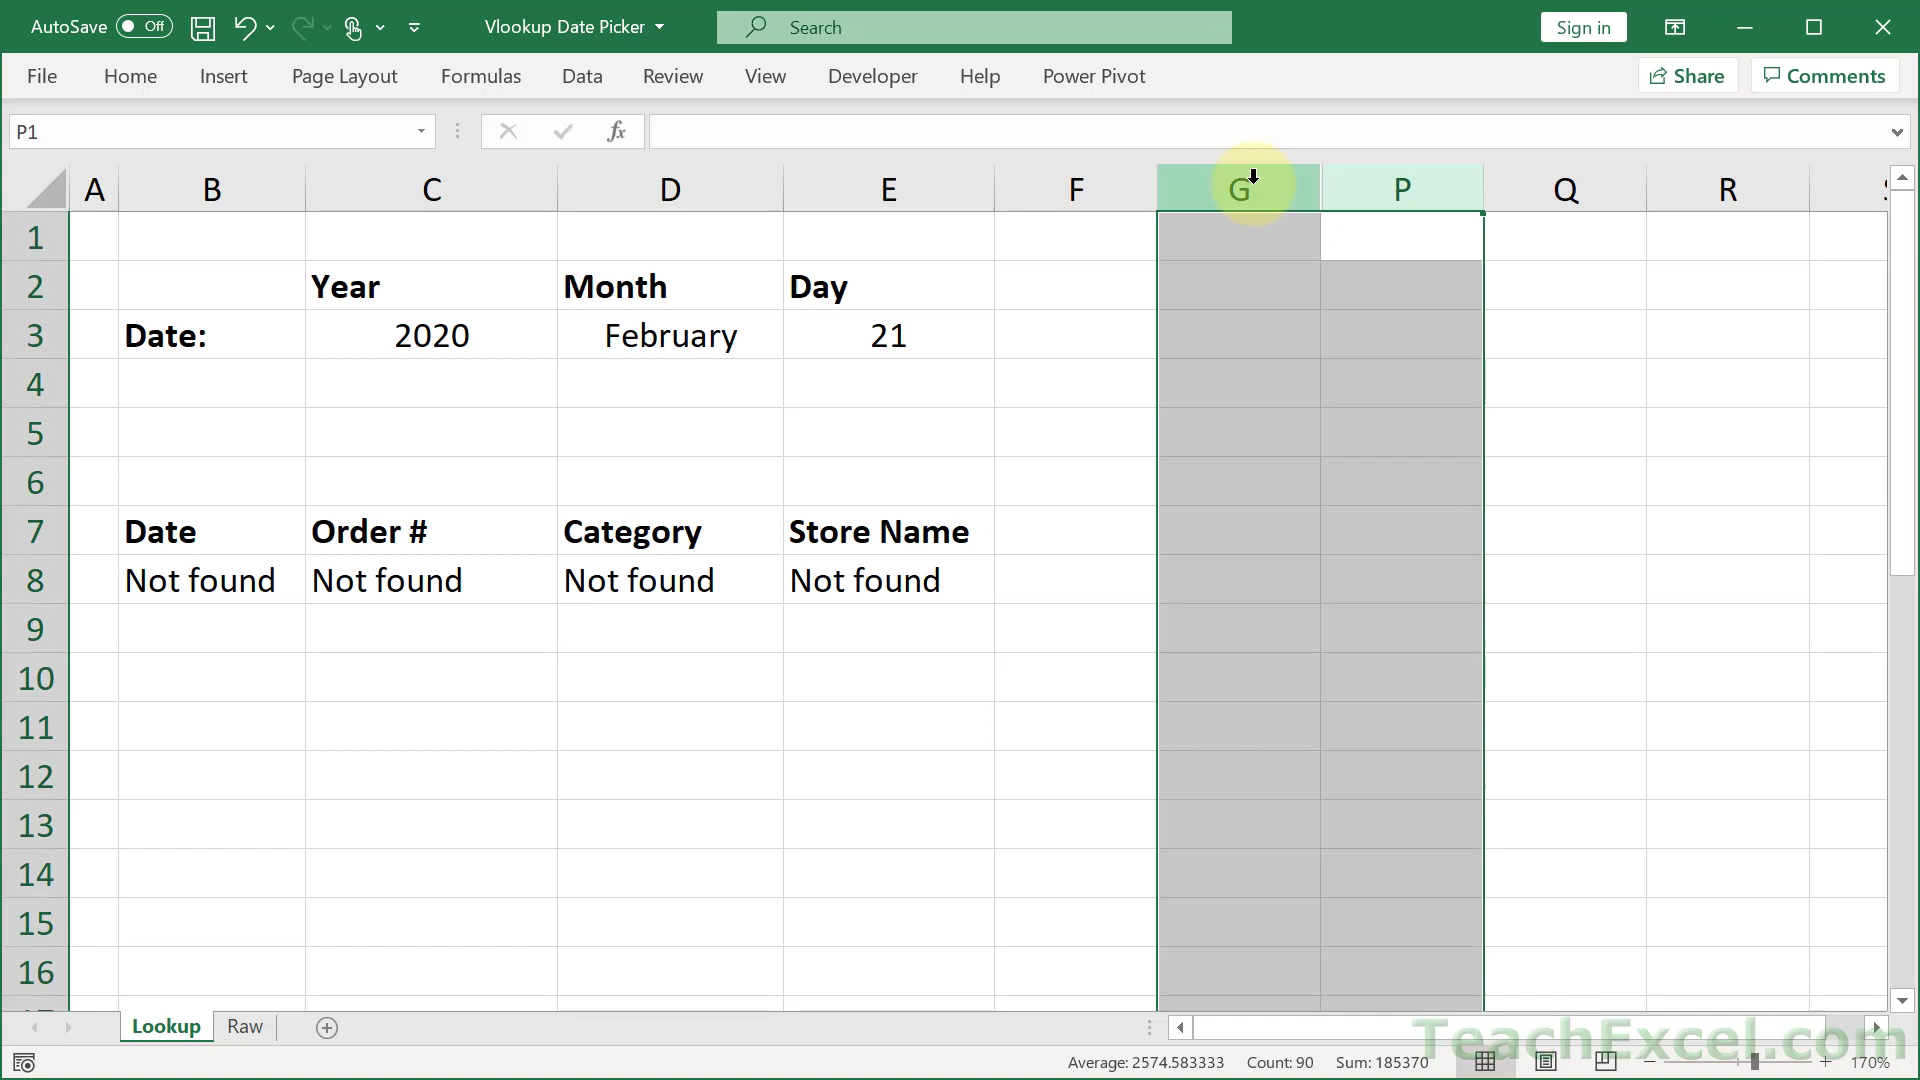 AutoSave Off Vlookup Date Picker Search Sign in
File Home Insert Page Layout Formulas Data Review View Developer Help Power Pivot Share Comments
P1 fx
A B C D E F G P Q R
1
2 Year Month Day
3 Date: 2020 February 21
4
5
6
7 Date Order # Category Store Name
8 Not found Not found Not found Not found
9
10
11
12
13
14
15
16
Lookup Raw
TeachExcel.com
Average: 2574.583333 Count: 90 Sum: 185370 170%